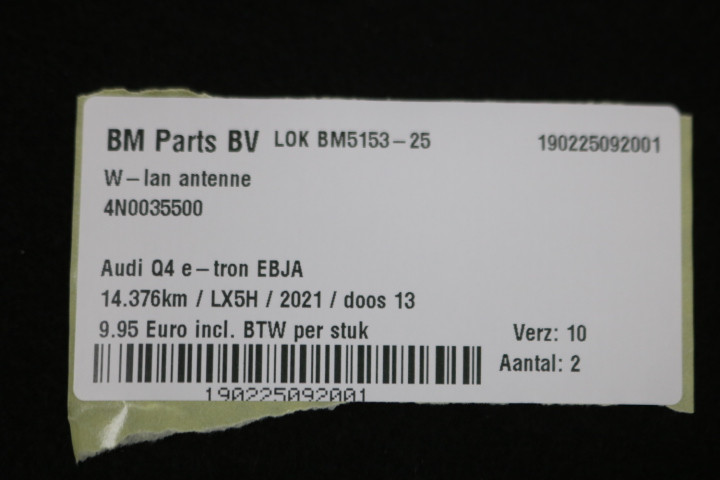 BM Parts BV LOK BM5153-25 190225092001
W-lan antenne
4N0035500
Audi Q4 e-tron EBJA
14.376km / LX5H / 2021 / doos 13
9.95 Euro incl. BTW per stuk Verz: 10
Aantal: 2
190225092001